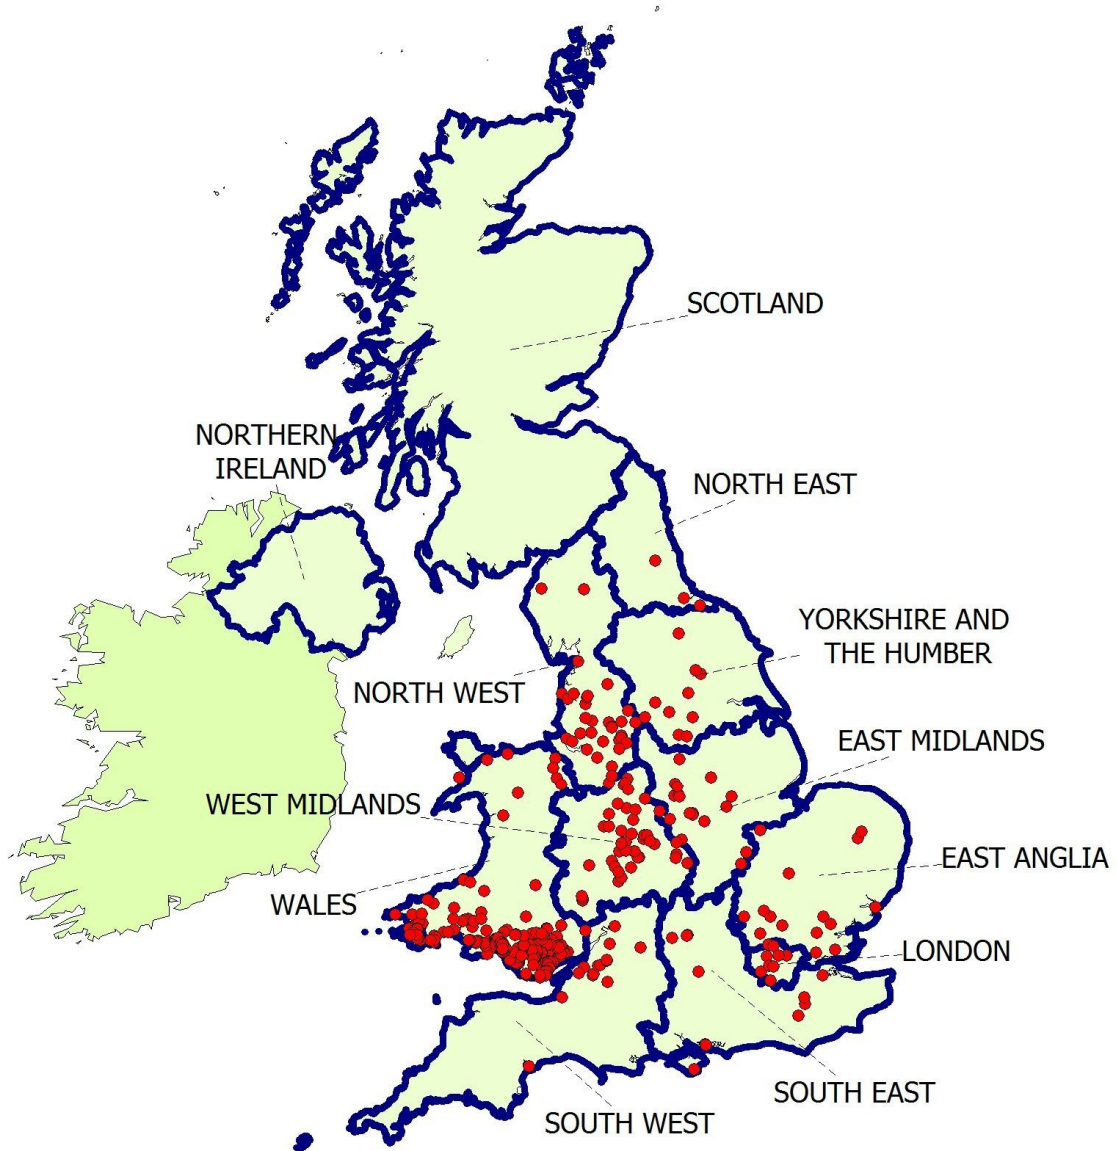 SCOTLAND
NORTHERN
IRELAND
NORTH EAST
YORKSHIRE AND
THE HUMBER
NORTH WEST
EAST MIDLANDS
WEST MIDLANDS
EAST ANGLIA
WALES
LONDON
SOUTH EAST
SOUTH WEST